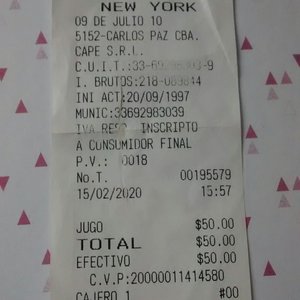 NEW YORK
09 DE JULIO 10
5152-CARLOS PAZ CBA.
CAPE S.R.L.
C.U.I.T.:
I. BRUTOS:
INI ACT:20/09/1997
MUNIC:33692983039
IVA RESP INSCRIPTO
A CONSUMIDOR FINAL
P.V.: 0018
No.T. 00195579
15/02/2020 15:57
JUGO $50.00
TOTAL $50.00
EFECTIVO $50.00
C.V.P:20000011414580
CAJERO 1 #00